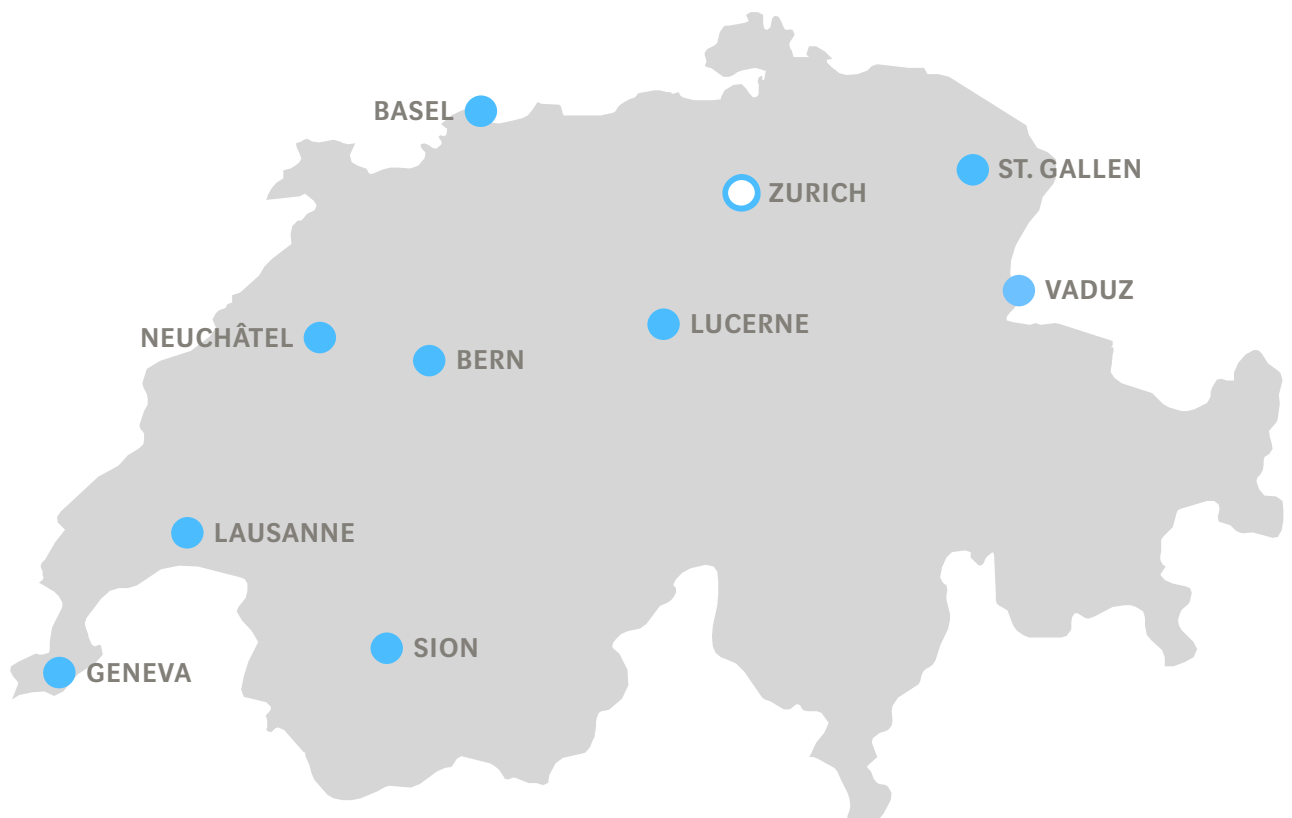 BASEL
ST. GALLEN
ZURICH
VADUZ
LUCERNE
NEUCHÂTEL
BERN
LAUSANNE
SION
GENEVA